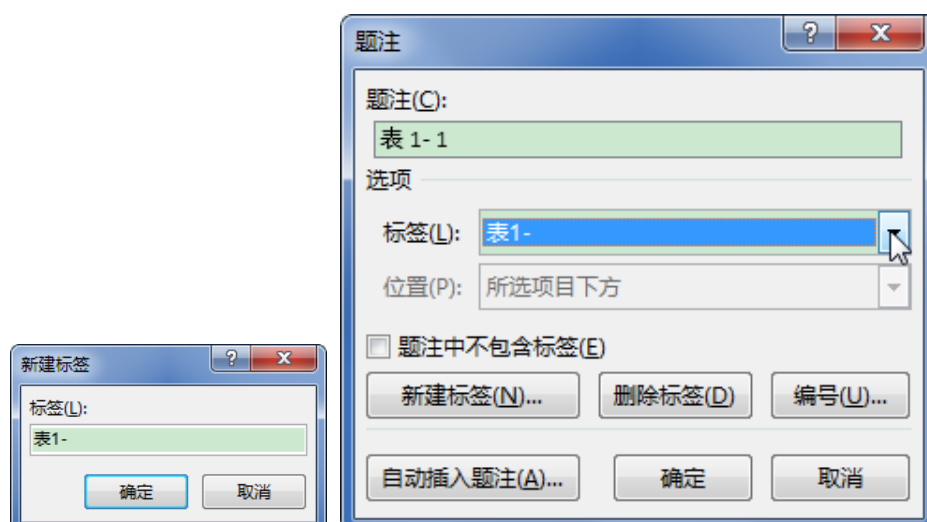 题注
题注(C):
表 1- 1
选项
标签(L): 表1-
位置(P): 所选项目下方
题注中不包含标签(E)
新建标签(N)... 删除标签(D) 编号(U)...
自动插入题注(A)... 确定 取消
新建标签
标签(L):
表1-
确定 取消